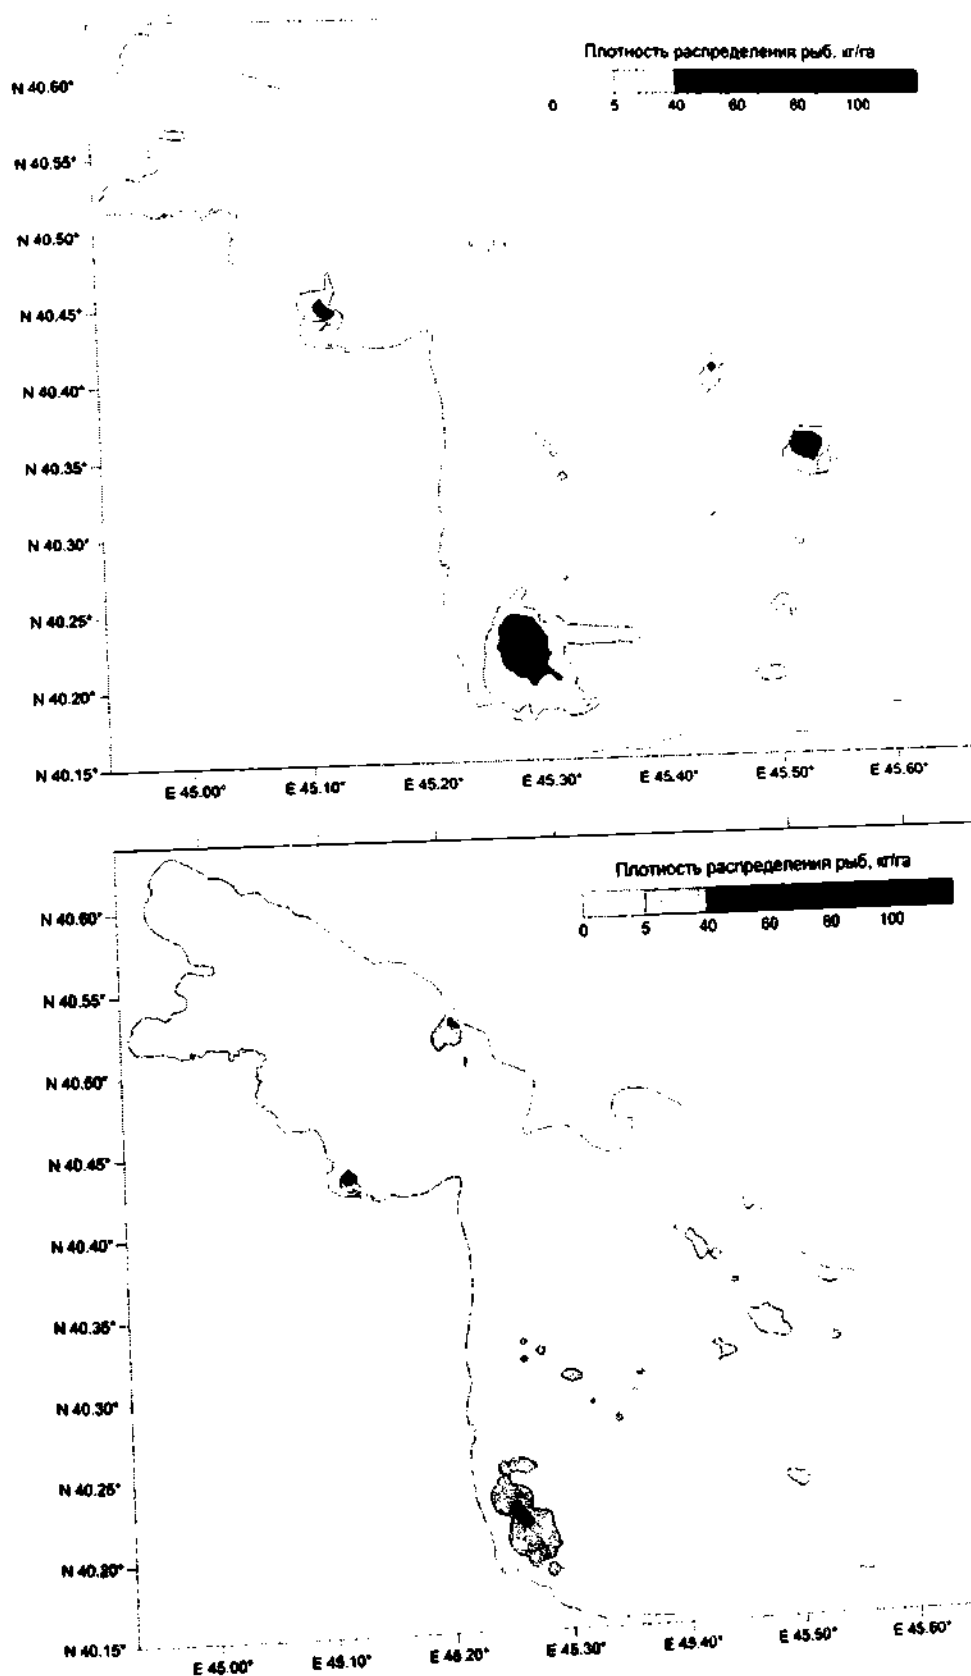 Плотность распределения рыб, кг/га
0 5 40 60 80 100
N 40.60°
N 40.55°
N 40.50°
N 40.45°
N 40.40°
N 40.35°
N 40.30°
N 40.25°
N 40.20°
N 40.15°
E 45.00° E 45.10° E 45.20° E 45.30° E 45.40° E 45.50° E 45.60°
Плотность распределения рыб, кг/га
0 5 40 60 80 100
N 40.60°
N 40.55°
N 40.50°
N 40.45°
N 40.40°
N 40.35°
N 40.30°
N 40.25°
N 40.20°
N 40.15°
E 45.00° E 45.10° E 45.20° E 45.30° E 45.40° E 45.50° E 45.60°